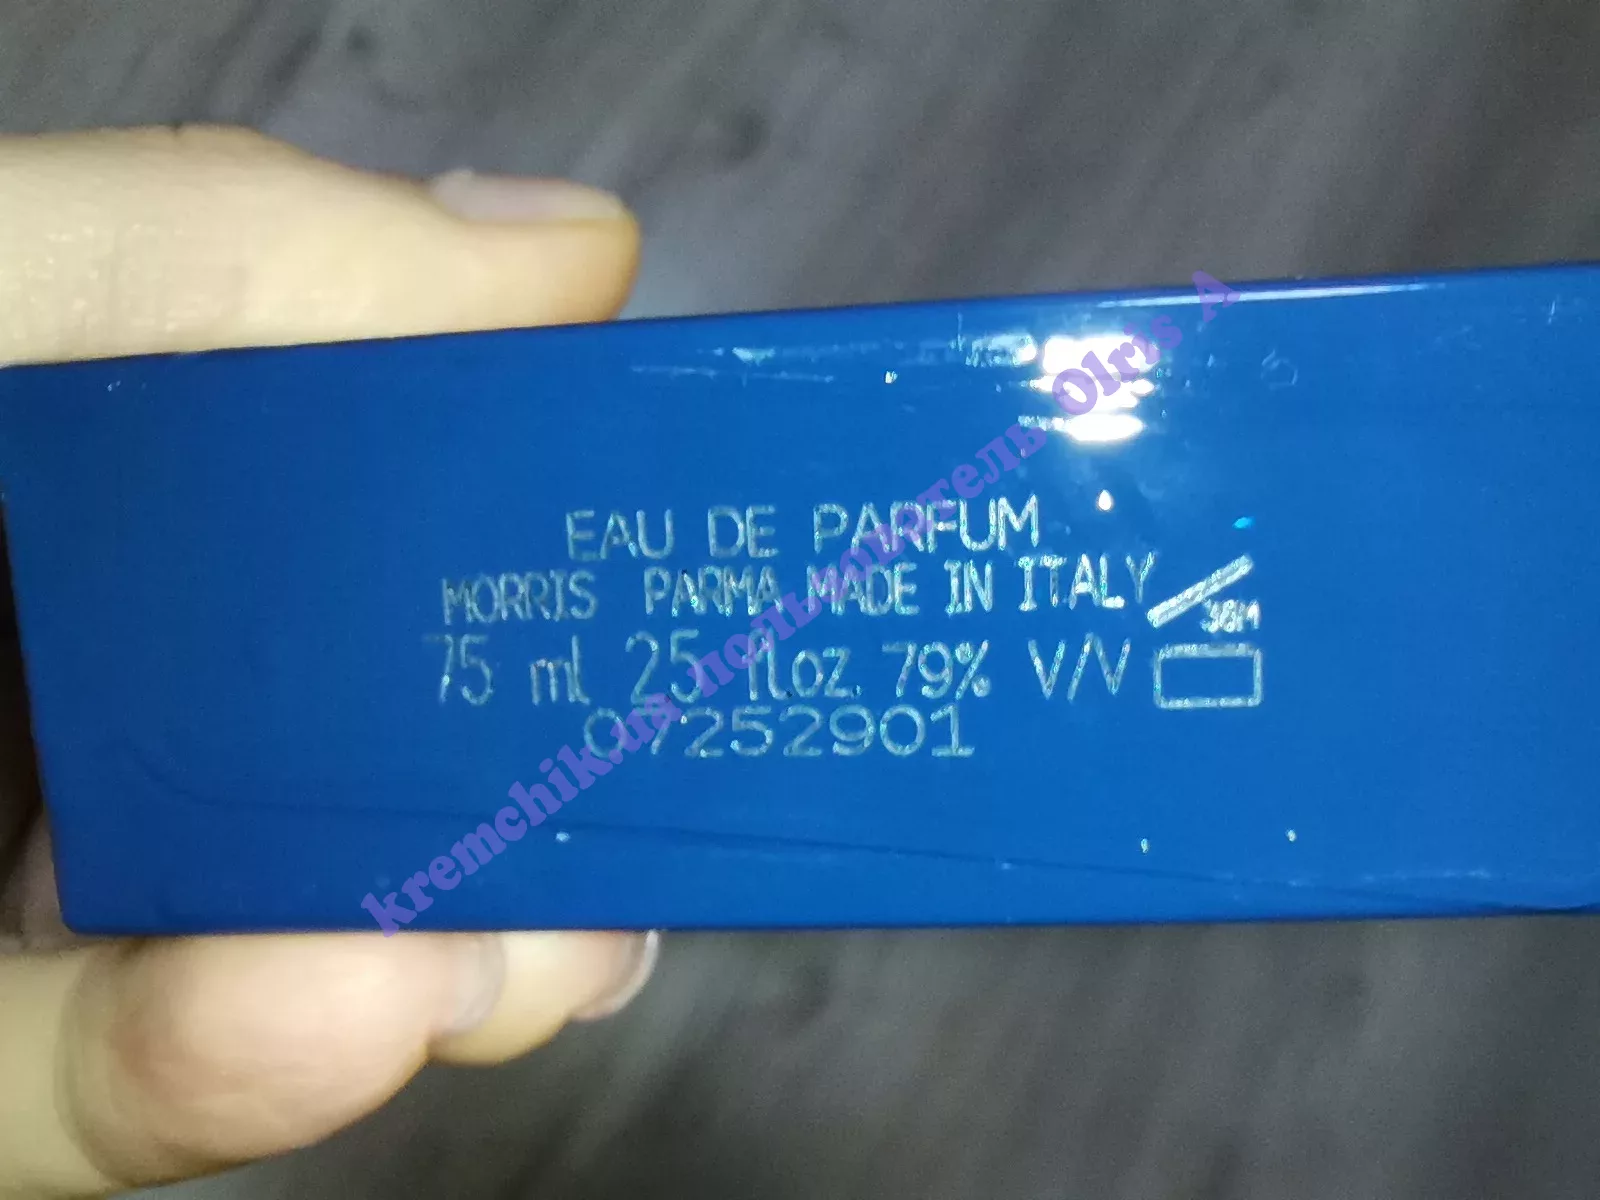 EAU DE PARFUM
MORRIS PARMA MADE IN ITALY
36M
75 ml 2.5 fl.oz. 79% V/V
07252901
kremchik.ua пользователь Olris A